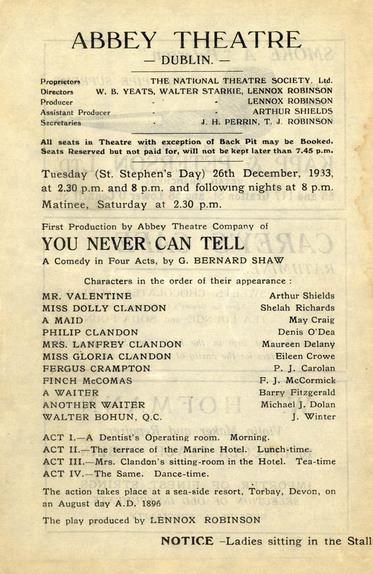 ABBEY THEATRE
— DUBLIN. —
Proprietors THE NATIONAL THEATRE SOCIETY, Ltd.
Directors W. B. YEATS, WALTER STARKIE, LENNOX ROBINSON
Producer - - LENNOX ROBINSON
Assistant Producer - - ARTHUR SHIELDS
Secretaries - J. H. PERRIN, T. J. ROBINSON
All seats in Theatre with exception of Back Pit may be Booked.
Seats Reserved but not paid for, will not be kept later than 7.45 p.m.
Tuesday (St. Stephen's Day) 26th December, 1933,
at 2.30 p.m. and 8 p.m. and following nights at 8 p.m.
Matinee, Saturday at 2.30 p.m.
First Production by Abbey Theatre Company of
YOU NEVER CAN TELL
A Comedy in Four Acts, by G. BERNARD SHAW
Characters in the order of their appearance :
MR. VALENTINE Arthur Shields
MISS DOLLY CLANDON Shelah Richards
A MAID May Craig
PHILIP CLANDON Denis O'Dea
MRS. LANFREY CLANDON Maureen Delany
MISS GLORIA CLANDON Eileen Crowe
FERGUS CRAMPTON P. J. Carolan
FINCH McCOMAS F. J. McCormick
A WAITER Barry Fitzgerald
ANOTHER WAITER Michael J. Dolan
WALTER BOHUN, Q.C. J. Winter
ACT I.—A Dentist's Operating room. Morning.
ACT II.—The terrace of the Marine Hotel. Lunch-time.
ACT III.—Mrs. Clandon's sitting-room in the Hotel. Tea-time
ACT IV.—The Same. Dance-time.
The action takes place at a sea-side resort, Torbay, Devon, on
an August day A.D. 1896
The play produced by LENNOX ROBINSON
NOTICE –Ladies sitting in the Stall